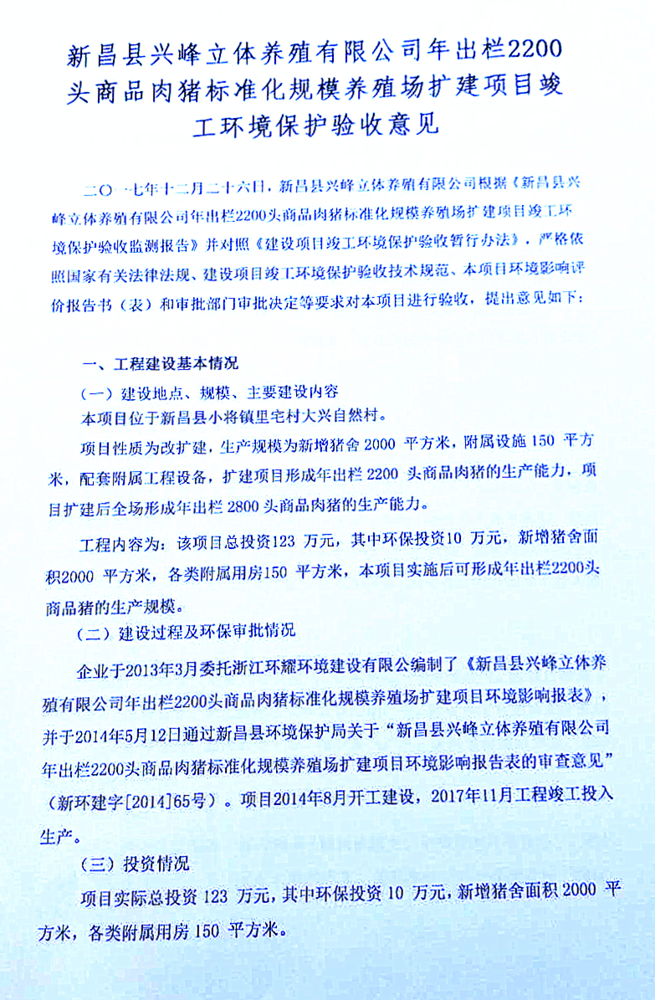 新昌县兴峰立体养殖有限公司年出栏2200
头商品肉猪标准化规模养殖场扩建项目竣
工环境保护验收意见
二〇一七年十二月二十六日，新昌县兴峰立体养殖有限公司根据《新昌县兴
峰立体养殖有限公司年出栏2200头商品肉猪标准化规模养殖场扩建项目竣工环
境保护验收监测报告》并对照《建设项目竣工环境保护验收暂行办法》，严格依
照国家有关法律法规、建设项目竣工环境保护验收技术规范、本项目环境影响评
价报告书（表）和审批部门审批决定等要求对本项目进行验收，提出意见如下：
一、工程建设基本情况
（一）建设地点、规模、主要建设内容
本项目位于新昌县小将镇里宅村大兴自然村。
项目性质为改扩建，生产规模为新增猪舍 2000 平方米，附属设施 150 平方
米，配套附属工程设备，扩建项目形成年出栏 2200 头商品肉猪的生产能力，项
目扩建后全场形成年出栏 2800 头商品肉猪的生产能力。
工程内容为：该项目总投资123 万元，其中环保投资10 万元，新增猪舍面
积2000 平方米，各类附属用房150 平方米，本项目实施后可形成年出栏2200头
商品猪的生产规模。
（二）建设过程及环保审批情况
企业于2013年3月委托浙江环耀环境建设有限公编制了《新昌县兴峰立体养
殖有限公司年出栏2200头商品肉猪标准化规模养殖场扩建项目环境影响报表》，
并于2014年5月12日通过新昌县环境保护局关于“新昌县兴峰立体养殖有限公司
年出栏2200头商品肉猪标准化规模养殖场扩建项目环境影响报告表的审查意见”
（新环建字[2014]65号）。项目2014年8月开工建设，2017年11月工程竣工投入
生产。
（三）投资情况
项目实际总投资 123 万元，其中环保投资 10 万元，新增猪舍面积 2000 平
方米，各类附属用房 150 平方米。